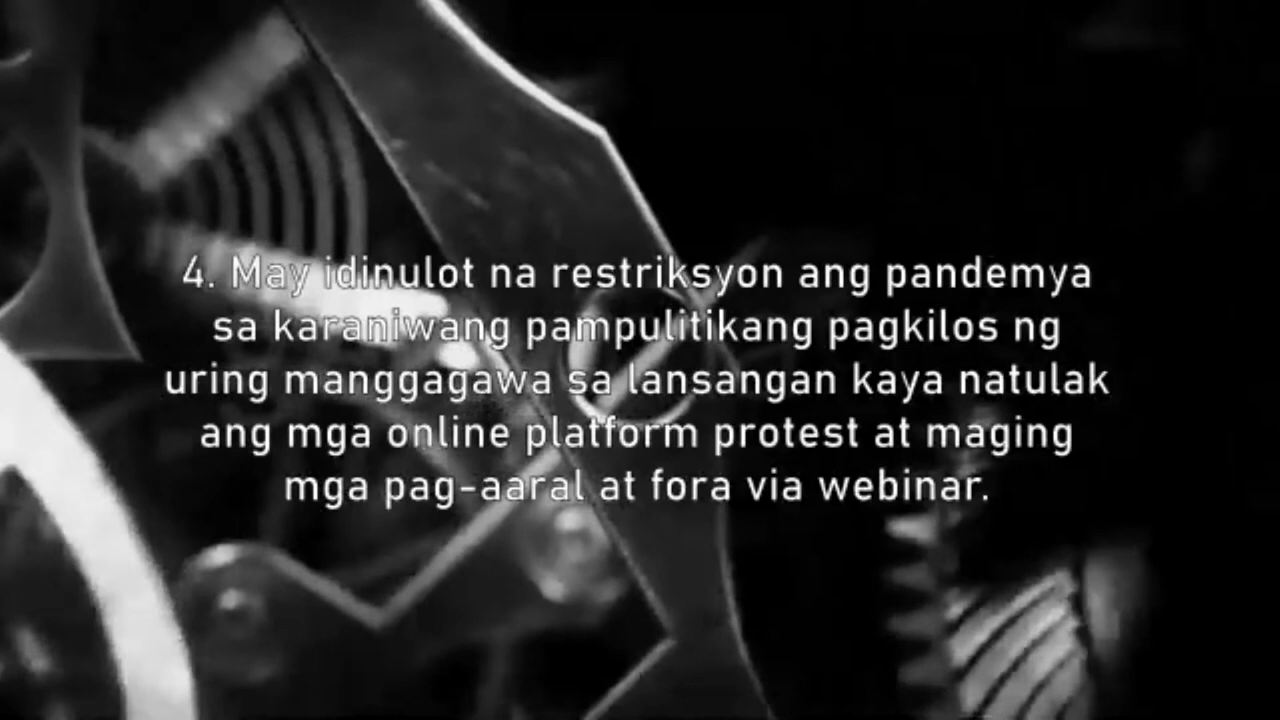 4. May idinulot na restriksyon ang pandemya
sa karaniwang pampulitikang pagkilos ng
uring manggagawa sa lansangan kaya natulak
ang mga online platform protest at maging
mga pag-aaral at fora via webinar.